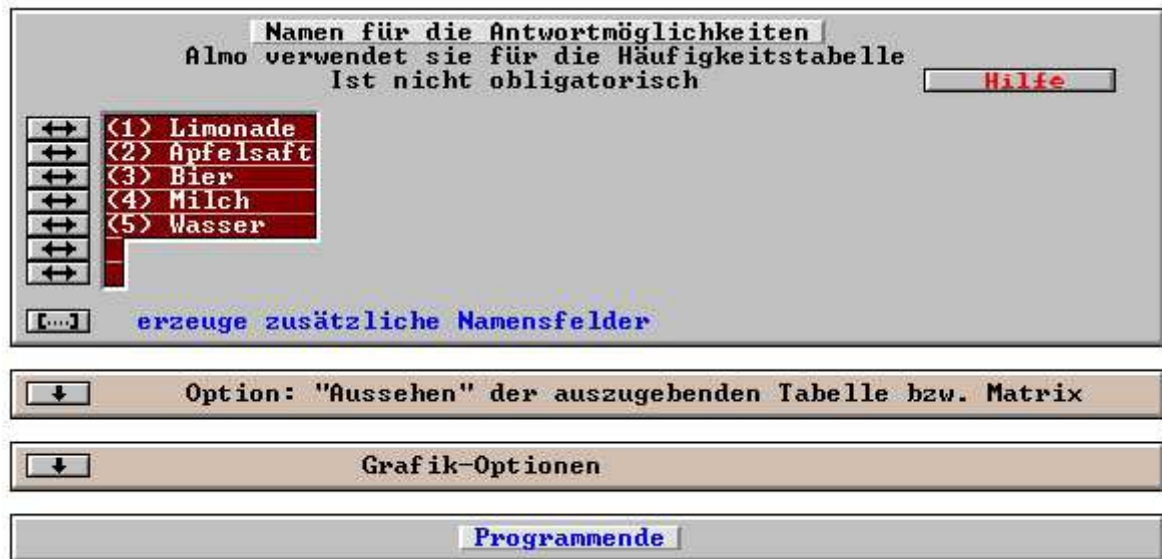 Namen für die Antwortmöglichkeiten
Almo verwendet sie für die Häufigkeitstabelle
Ist nicht obligatorisch
Hilfe
(1) Limonade
(2) Apfelsaft
(3) Bier
(4) Milch
(5) Wasser
[....] erzeuge zusätzliche Namensfelder
Option: "Aussehen" der auszugebenden Tabelle bzw. Matrix
Grafik-Optionen
Programmende